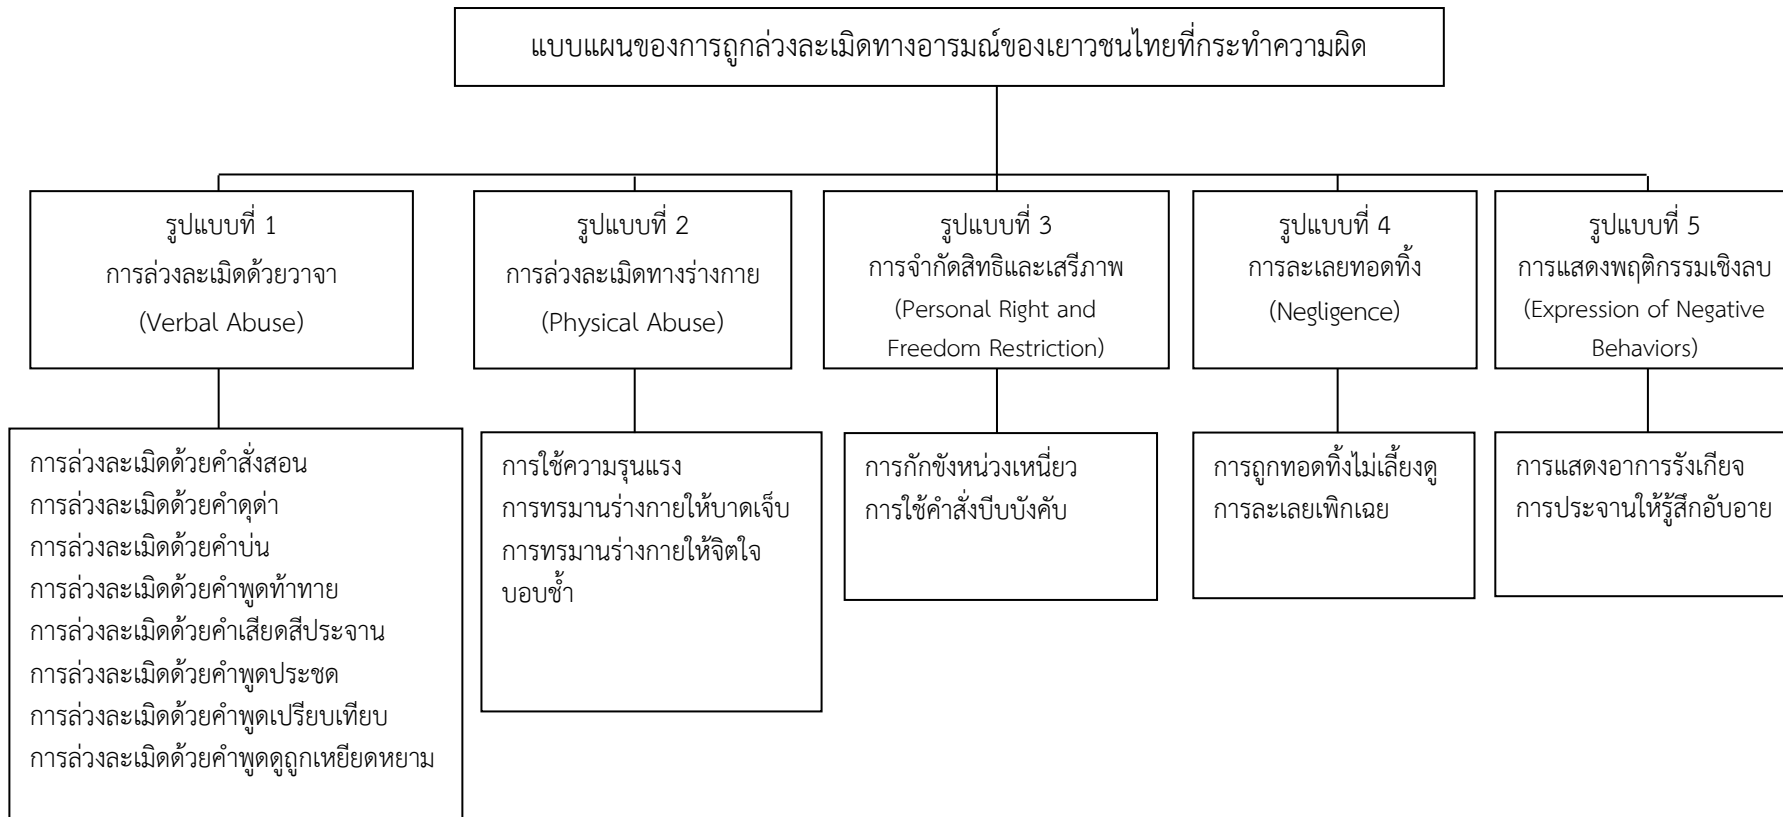 แบบแผนของการถูกล่วงละเมิดทางอารมณ์ของเยาวชนไทยที่กระทำความผิด
รูปแบบที่ 1
การล่วงละเมิดด้วยวาจา
(Verbal Abuse)
รูปแบบที่ 2
การล่วงละเมิดทางร่างกาย
(Physical Abuse)
รูปแบบที่ 3
การจำกัดสิทธิและเสรีภาพ
(Personal Right and
Freedom Restriction)
รูปแบบที่ 4
การละเลยทอดทิ้ง
(Negligence)
รูปแบบที่ 5
การแสดงพฤติกรรมเชิงลบ
(Expression of Negative
Behaviors)
การล่วงละเมิดด้วยคำสั่งสอน
การล่วงละเมิดด้วยคำดุด่า
การล่วงละเมิดด้วยคำบ่น
การล่วงละเมิดด้วยคำพูดท้าทาย
การล่วงละเมิดด้วยคำเสียดสีประจาน
การล่วงละเมิดด้วยคำพูดประชด
การล่วงละเมิดด้วยคำพูดเปรียบเทียบ
การล่วงละเมิดด้วยคำพูดดูถูกเหยียดหยาม
การใช้ความรุนแรง
การทรมานร่างกายให้บาดเจ็บ
การทรมานร่างกายให้จิตใจ
บอบช้ำ
การกักขังหน่วงเหนี่ยว
การใช้คำสั่งบีบบังคับ
การถูกทอดทิ้งไม่เลี้ยงดู
การละเลยเพิกเฉย
การแสดงอาการรังเกียจ
การประจานให้รู้สึกอับอาย